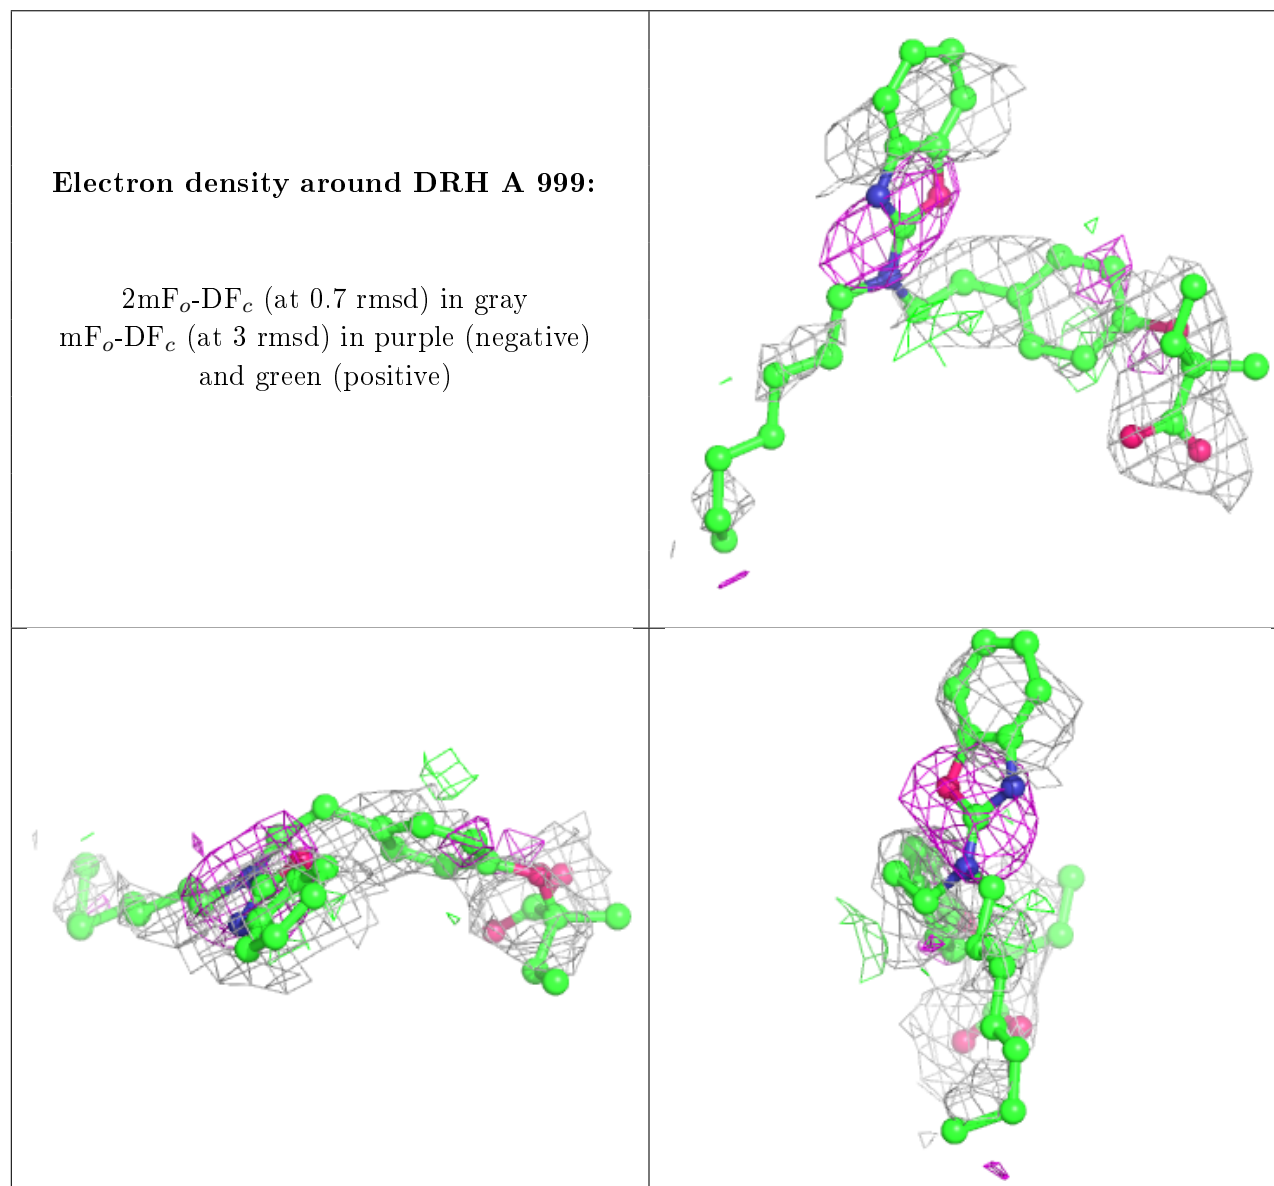 Electron density around DRH A 999:
2mFo-DFc (at 0.7 rmsd) in gray
mFo-DFc (at 3 rmsd) in purple (negative)
and green (positive)